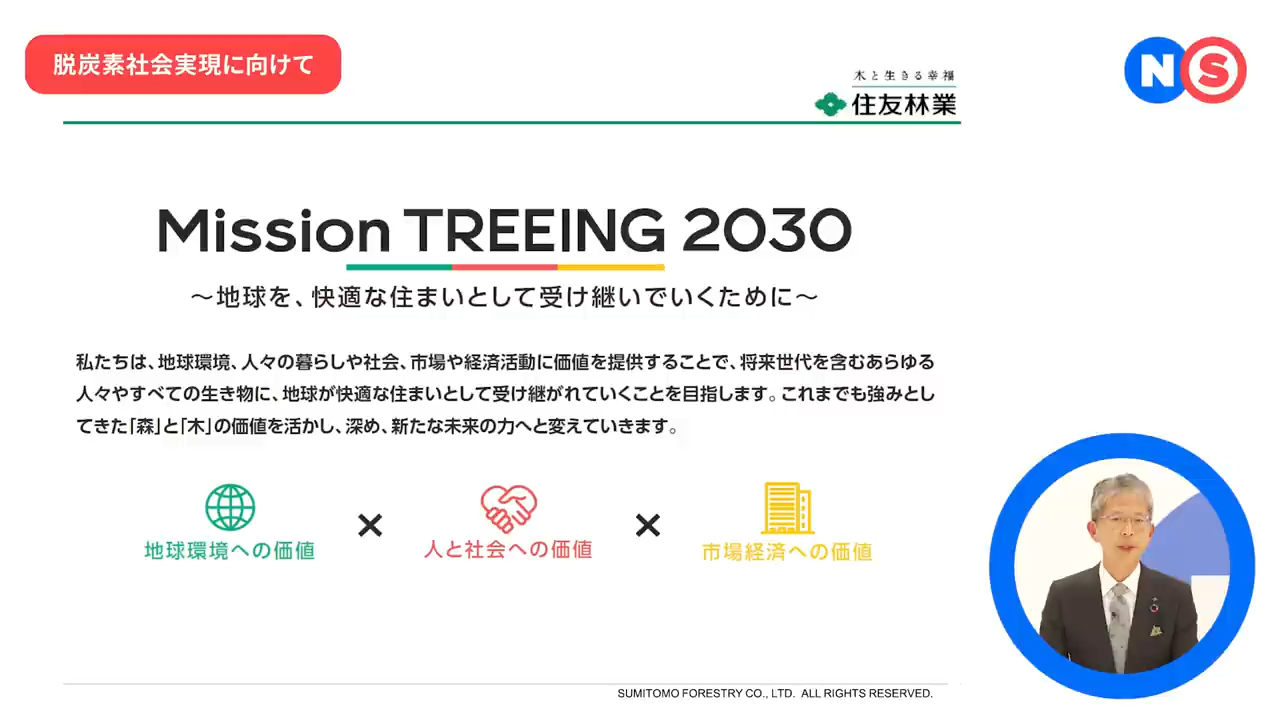 脱炭素社会実現に向けて
木と生きる幸福
住友林業
NS
Mission TREEING 2030
～地球を、快適な住まいとして受け継いでいくために～
私たちは、地球環境、人々の暮らしや社会、市場や経済活動に価値を提供することで、将来世代を含むあらゆる
人々やすべての生き物に、地球が快適な住まいとして受け継がれていくことを目指します。これまでも強みとし
てきた「森」と「木」の価値を活かし、深め、新たな未来の力へと変えていきます。
地球環境への価値
×
人と社会への価値
×
市場経済への価値
SUMITOMO FORESTRY CO., LTD. ALL RIGHTS RESERVED.